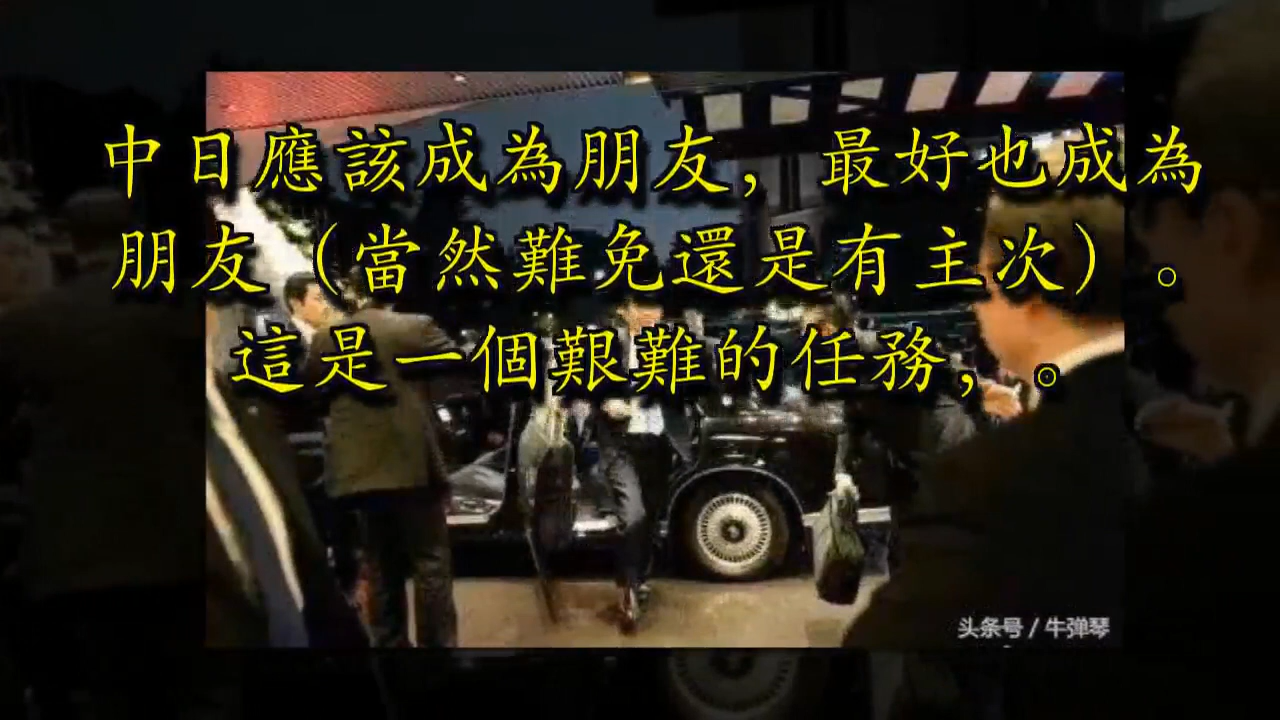 中日應該成為朋友，最好也成為
朋友（當然難免還是有主次）。
這是一個艱難的任務，。
头条号 / 牛弹琴